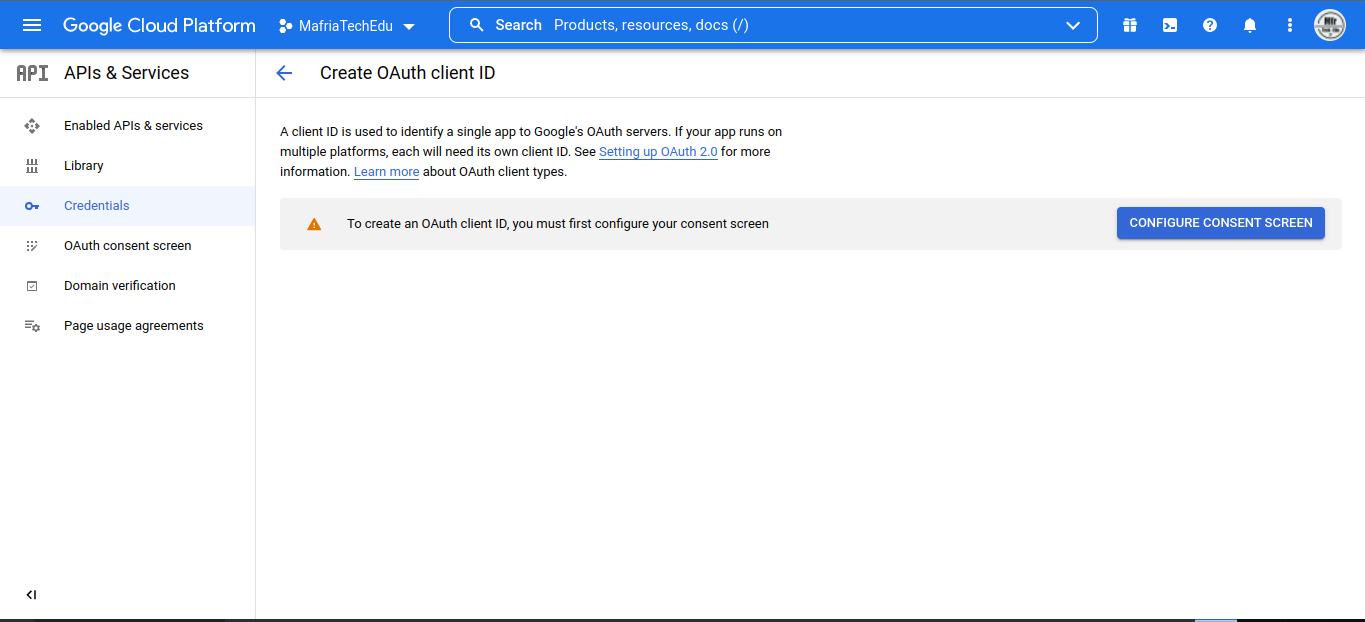 Google Cloud Platform
MafriaTechEdu
Search Products, resources, docs (/)
API APIs & Services
Create OAuth client ID
Enabled APIs & services
Library
Credentials
OAuth consent screen
Domain verification
Page usage agreements
A client ID is used to identify a single app to Google's OAuth servers. If your app runs on
multiple platforms, each will need its own client ID. See Setting up OAuth 2.0 for more
information. Learn more about OAuth client types.
To create an OAuth client ID, you must first configure your consent screen
CONFIGURE CONSENT SCREEN